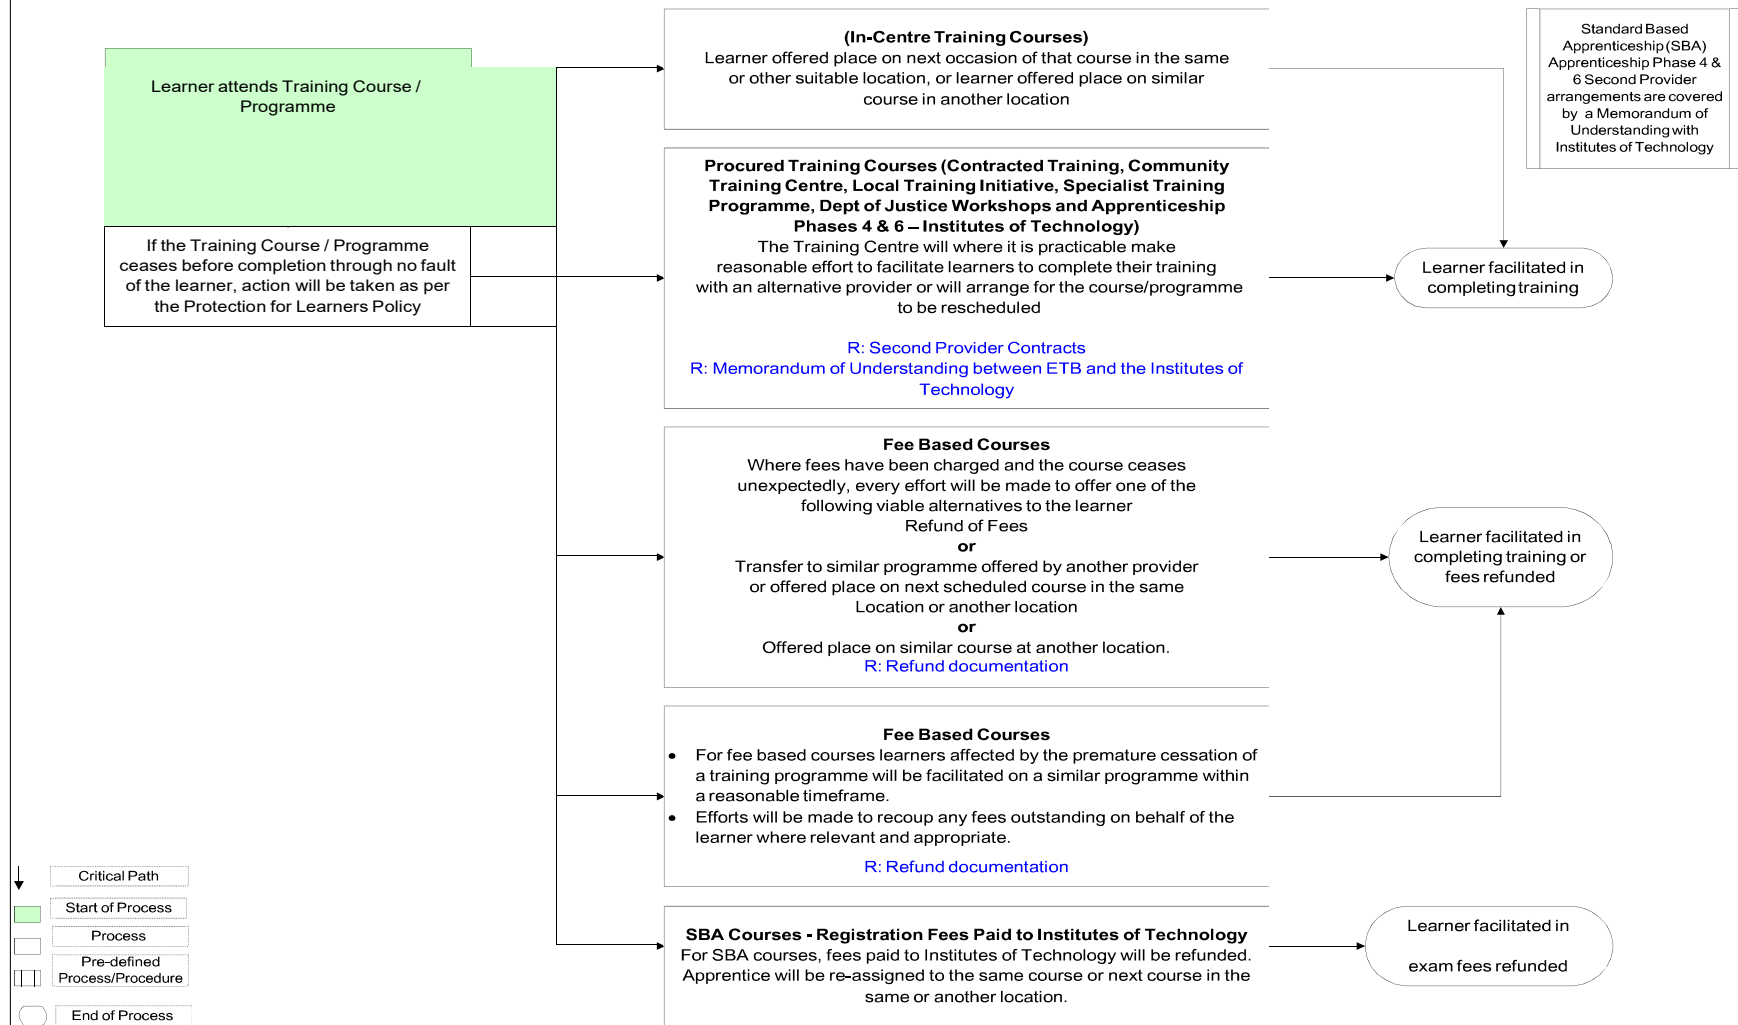 Learner attends Training Course /
Programme
If the Training Course / Programme
ceases before completion through no fault
of the learner, action will be taken as per
the Protection for Learners Policy
(In-Centre Training Courses)
Learner offered place on next occasion of that course in the same
or other suitable location, or learner offered place on similar
course in another location
Procured Training Courses (Contracted Training, Community
Training Centre, Local Training Initiative, Specialist Training
Programme, Dept of Justice Workshops and Apprenticeship
Phases 4 & 6 – Institutes of Technology)
The Training Centre will where it is practicable make
reasonable effort to facilitate learners to complete their training
with an alternative provider or will arrange for the course/programme
to be rescheduled
R: Second Provider Contracts
R: Memorandum of Understanding between ETB and the Institutes of
Technology
Fee Based Courses
Where fees have been charged and the course ceases
unexpectedly, every effort will be made to offer one of the
following viable alternatives to the learner
Refund of Fees
or
Transfer to similar programme offered by another provider
or offered place on next scheduled course in the same
Location or another location
or
Offered place on similar course at another location.
R: Refund documentation
Fee Based Courses
• For fee based courses learners affected by the premature cessation of
a training programme will be facilitated on a similar programme within
a reasonable timeframe.
• Efforts will be made to recoup any fees outstanding on behalf of the
learner where relevant and appropriate.
R: Refund documentation
SBA Courses - Registration Fees Paid to Institutes of Technology
For SBA courses, fees paid to Institutes of Technology will be refunded.
Apprentice will be re-assigned to the same course or next course in the
same or another location.
Standard Based
Apprenticeship (SBA)
Apprenticeship Phase 4 &
6 Second Provider
arrangements are covered
by a Memorandum of
Understanding with
Institutes of Technology
Learner facilitated in
completing training
Learner facilitated in
completing training or
fees refunded
Learner facilitated in
exam fees refunded
Critical Path
Start of Process
Process
Pre-defined
Process/Procedure
End of Process